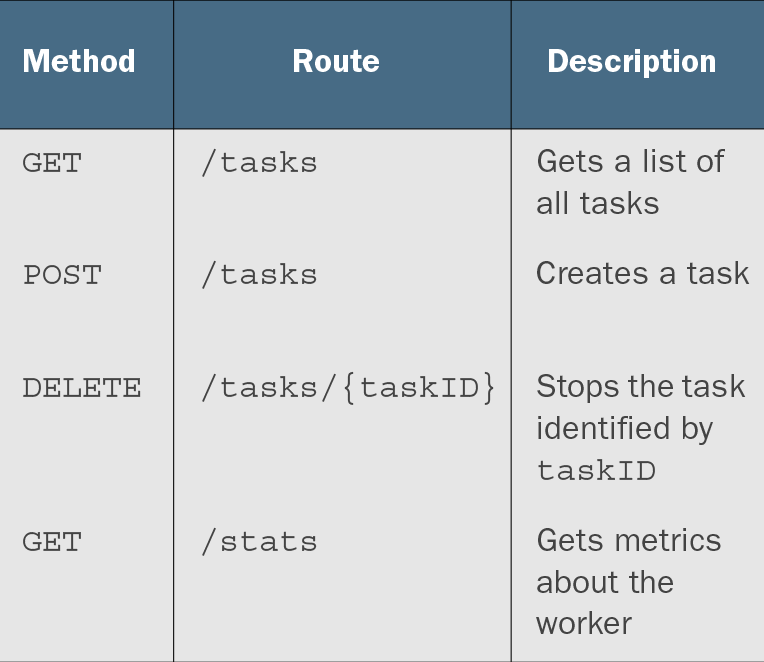 Method Route Description
GET /tasks Gets a list of
all tasks
POST /tasks Creates a task
DELETE /tasks/{taskID} Stops the task
identified by
taskID
GET /stats Gets metrics
about the
worker